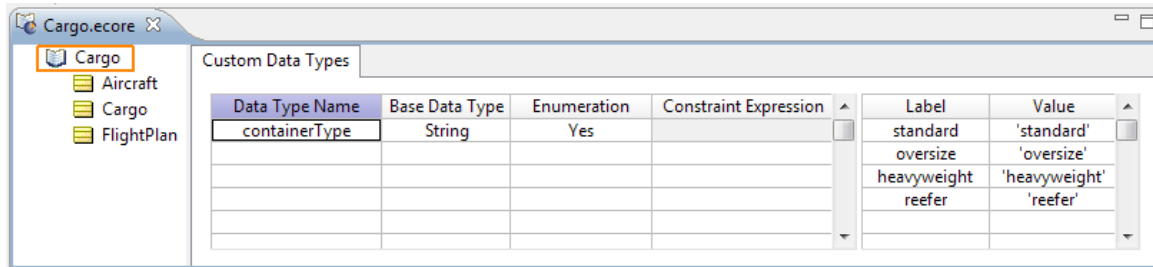 Cargo.ecore
Cargo
Aircraft
Cargo
FlightPlan
Custom Data Types
Data Type Name Base Data Type Enumeration Constraint Expression Label Value
containerType String Yes standard 'standard'
oversize 'oversize'
heavyweight 'heavyweight'
reefer 'reefer'